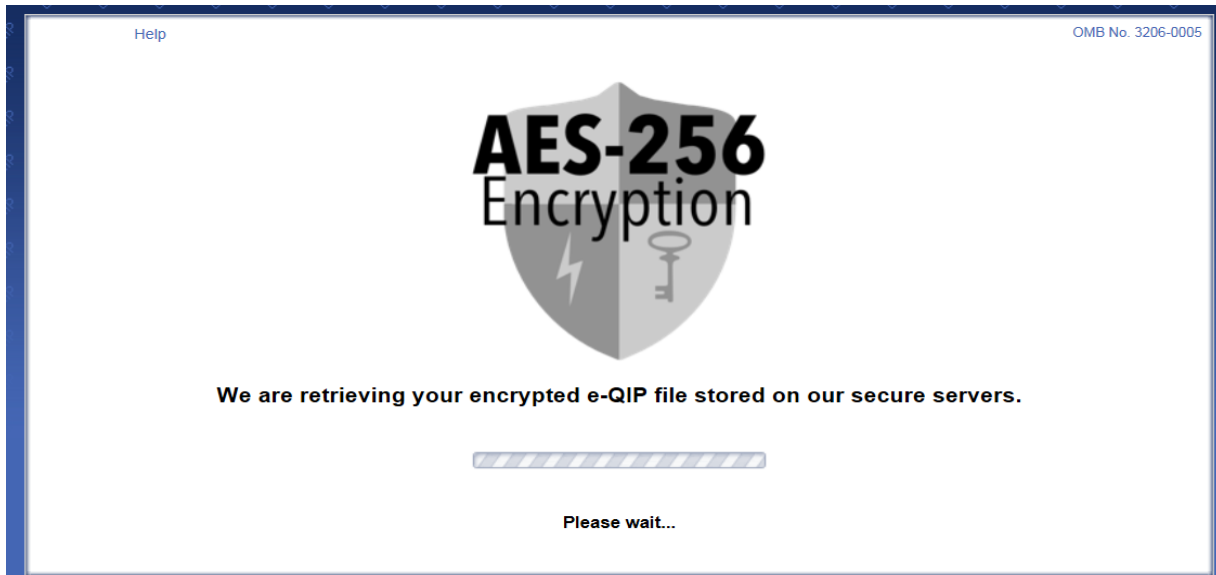 Help
OMB No. 3206-0005
AES-256
Encryption
We are retrieving your encrypted e-QIP file stored on our secure servers.
Please wait...